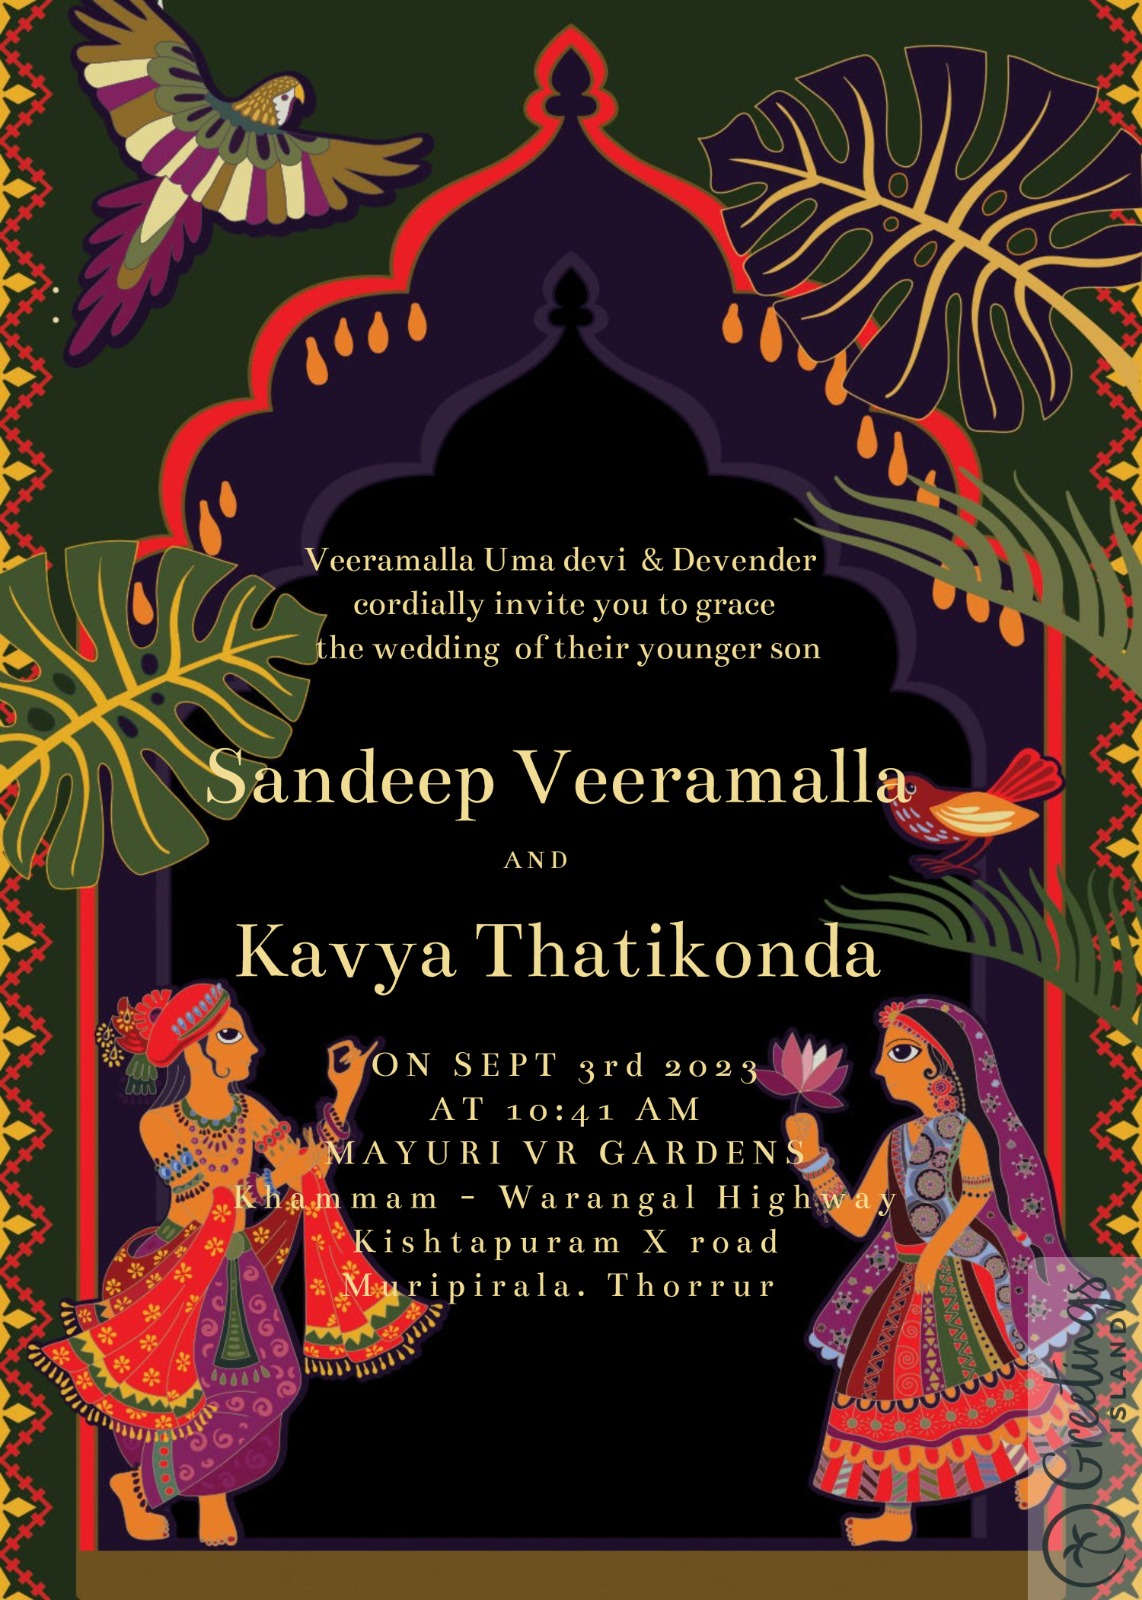 Veeramalla Uma devi & Devender
cordially invite you to grace
the wedding of their younger son
Sandeep Veeramalla
AND
Kavya Thatikonda
ON SEPT 3rd 2023
AT 10:41 AM
MAYURI VR GARDENS
Khammam - Warangal Highway
Kishtapuram X road
Muripirala. Thorrur
Greetings
ISLAND